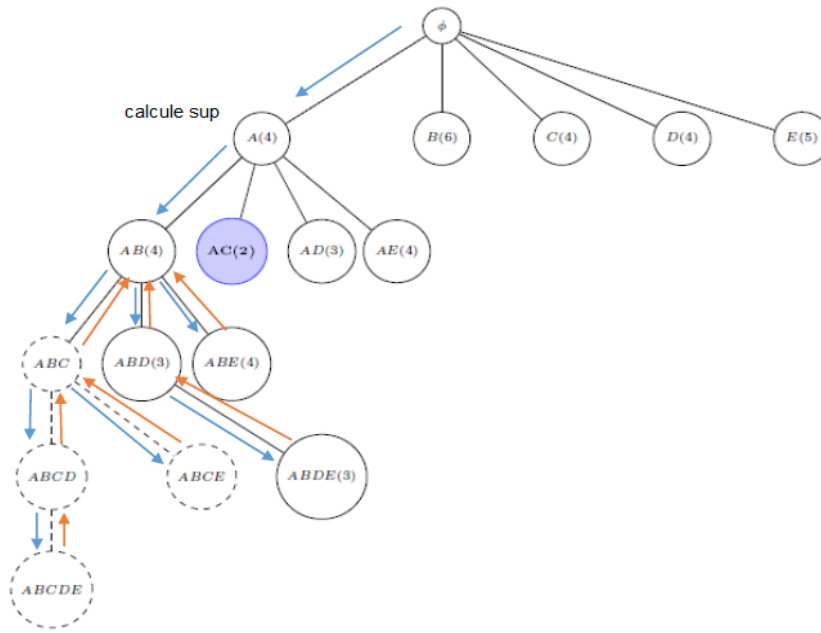 ϕ
calcule sup
A(4)
B(6)
C(4)
D(4)
E(5)
AB(4)
AC(2)
AD(3)
AE(4)
ABC
ABD(3)
ABE(4)
ABCD
ABCE
ABDE(3)
ABCDE